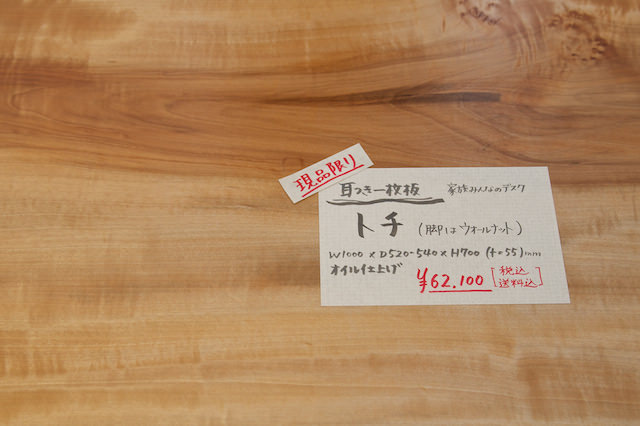 現品限り
耳つき一枚板 家族みんなのデスク
トチ (脚はウォールナット)
W1000 x D520-540 x H700 (t=55)mm
オイル仕上げ
¥62.100 [税込 送料込]